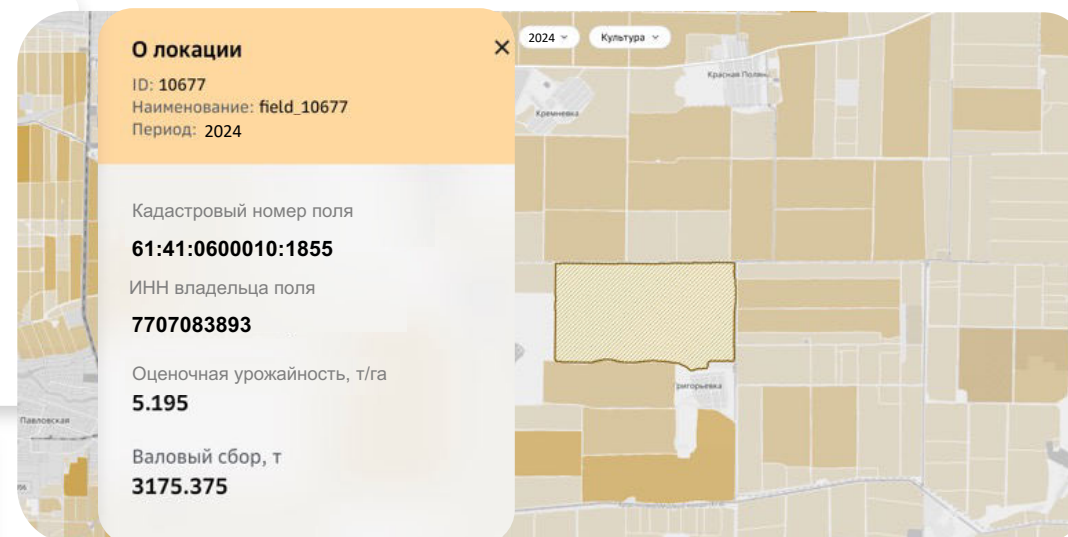 О локации
ID: 10677
Наименование: field_10677
Период: 2024
Кадастровый номер поля
61:41:0600010:1855
ИНН владельца поля
7707083893
Оценочная урожайность, т/га
5.195
Валовый сбор, т
3175.375
2024
Культура
Красная Поляна
Кремневка
Григорьевка
Павловская